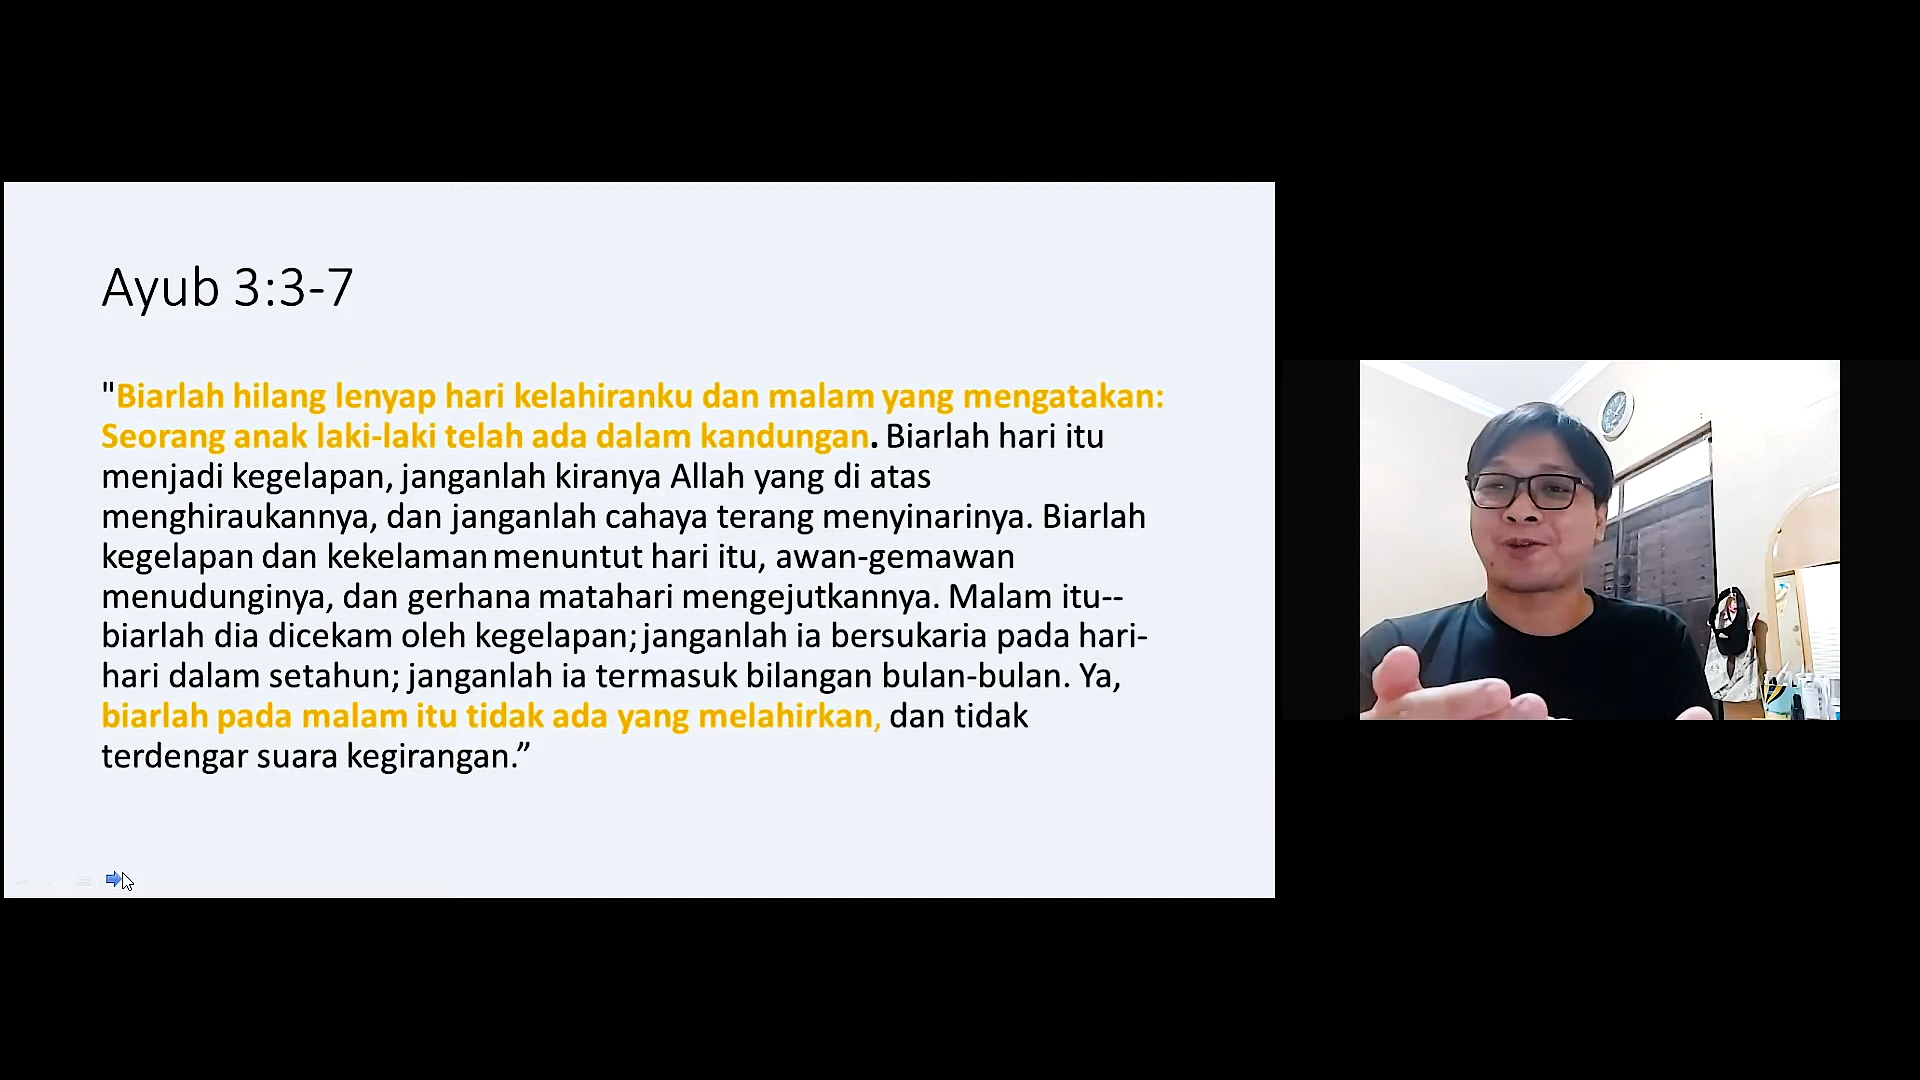 Ayub 3:3-7
"Biarlah hilang lenyap hari kelahiranku dan malam yang mengatakan:
Seorang anak laki-laki telah ada dalam kandungan. Biarlah hari itu
menjadi kegelapan, janganlah kiranya Allah yang di atas
menghiraukannya, dan janganlah cahaya terang menyinarinya. Biarlah
kegelapan dan kekelaman menuntut hari itu, awan-gemawan
menudunginya, dan gerhana matahari mengejutkannya. Malam itu--
biarlah dia dicekam oleh kegelapan; janganlah ia bersukaria pada hari-
hari dalam setahun; janganlah ia termasuk bilangan bulan-bulan. Ya,
biarlah pada malam itu tidak ada yang melahirkan, dan tidak
terdengar suara kegirangan.”